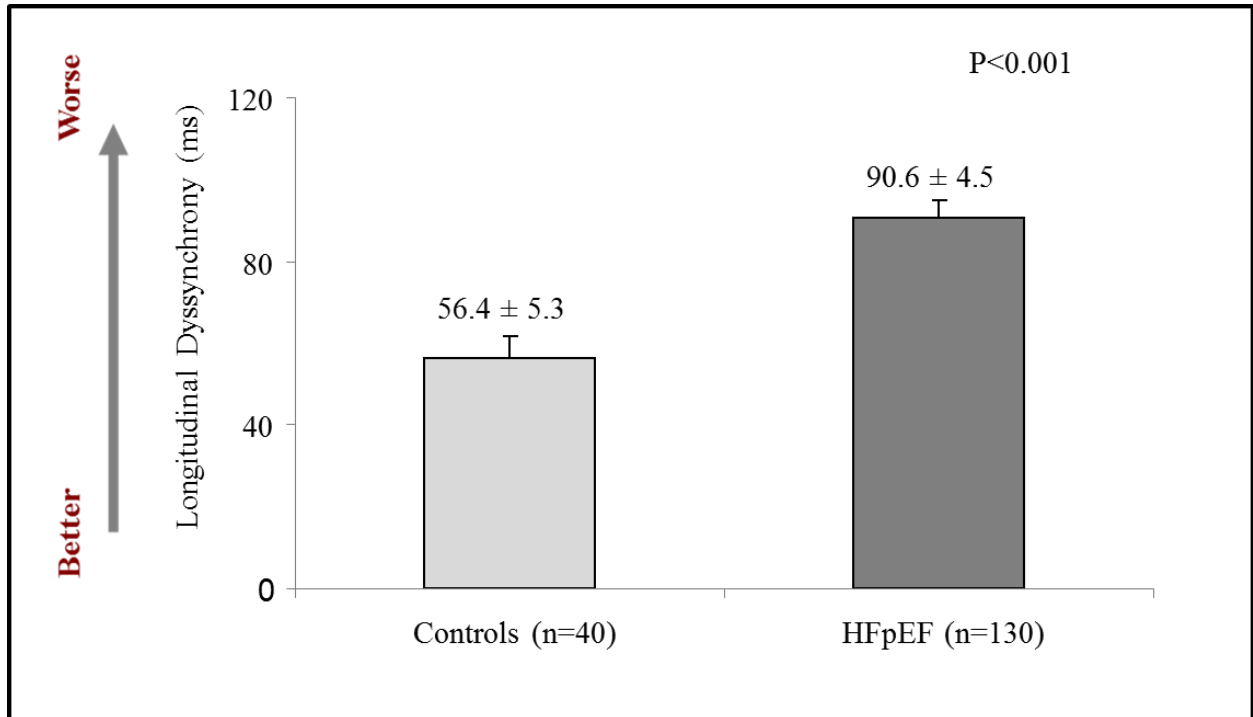 P<0.001
Worse
Better
Longitudinal Dyssynchrony (ms)
120
80
40
0
56.4 ± 5.3
90.6 ± 4.5
Controls (n=40)
HFpEF (n=130)